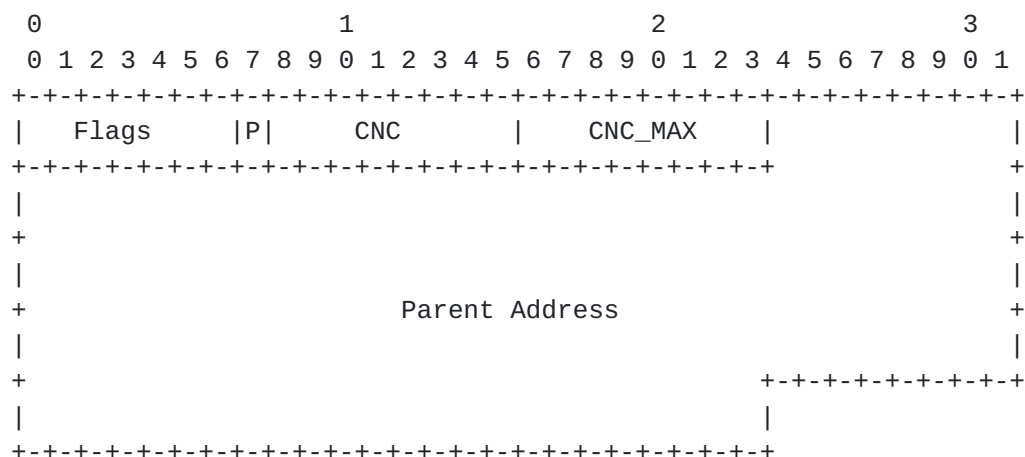 0                   1                   2                   3
 0 1 2 3 4 5 6 7 8 9 0 1 2 3 4 5 6 7 8 9 0 1 2 3 4 5 6 7 8 9 0 1
+-+-+-+-+-+-+-+-+-+-+-+-+-+-+-+-+-+-+-+-+-+-+-+-+-+-+-+-+-+-+-+-+
|   Flags     |P|     CNC       |    CNC_MAX    |               |
+-+-+-+-+-+-+-+-+-+-+-+-+-+-+-+-+-+-+-+-+-+-+-+-+               +
|                                                               |
+                                                               +
|                                                               |
+                        Parent Address                         +
|                                                               |
+                                               +-+-+-+-+-+-+-+-+
|                                               |
+-+-+-+-+-+-+-+-+-+-+-+-+-+-+-+-+-+-+-+-+-+-+-+-+